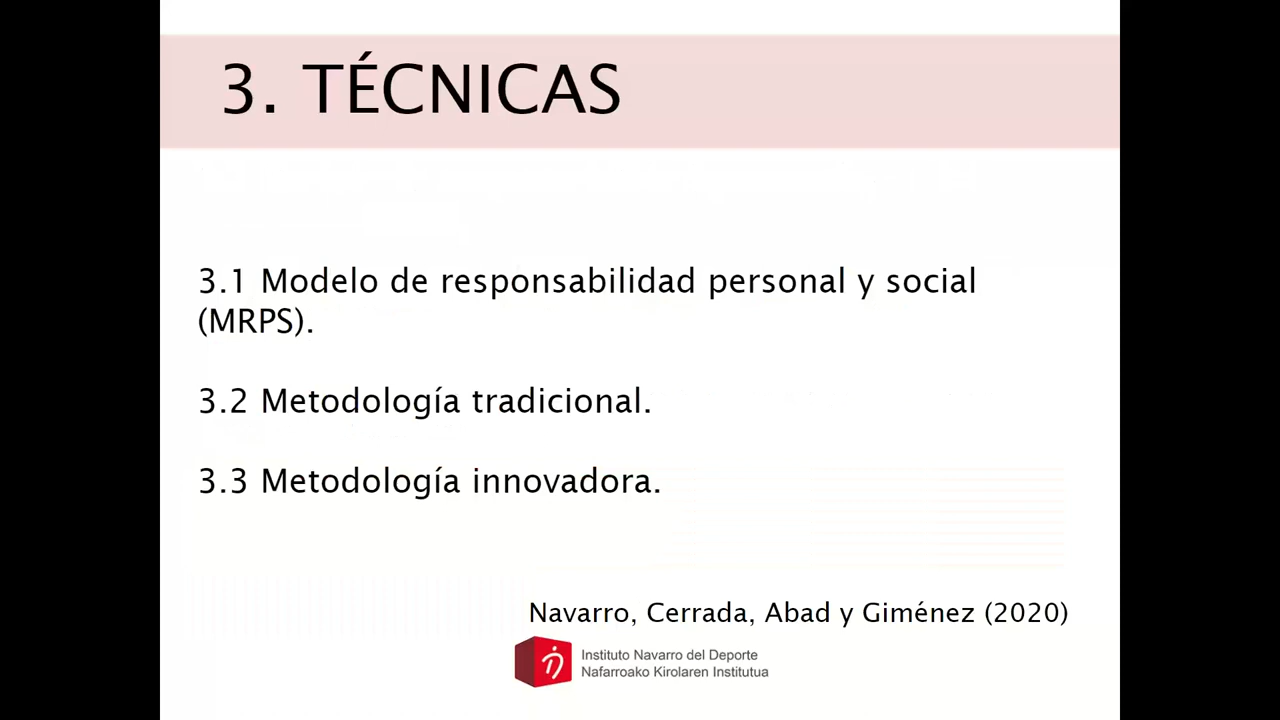 3. TÉCNICAS
3.1 Modelo de responsabilidad personal y social
(MRPS).
3.2 Metodología tradicional.
3.3 Metodología innovadora.
Navarro, Cerrada, Abad y Giménez (2020)
Instituto Navarro del Deporte
Nafarroako Kirolaren Institutua